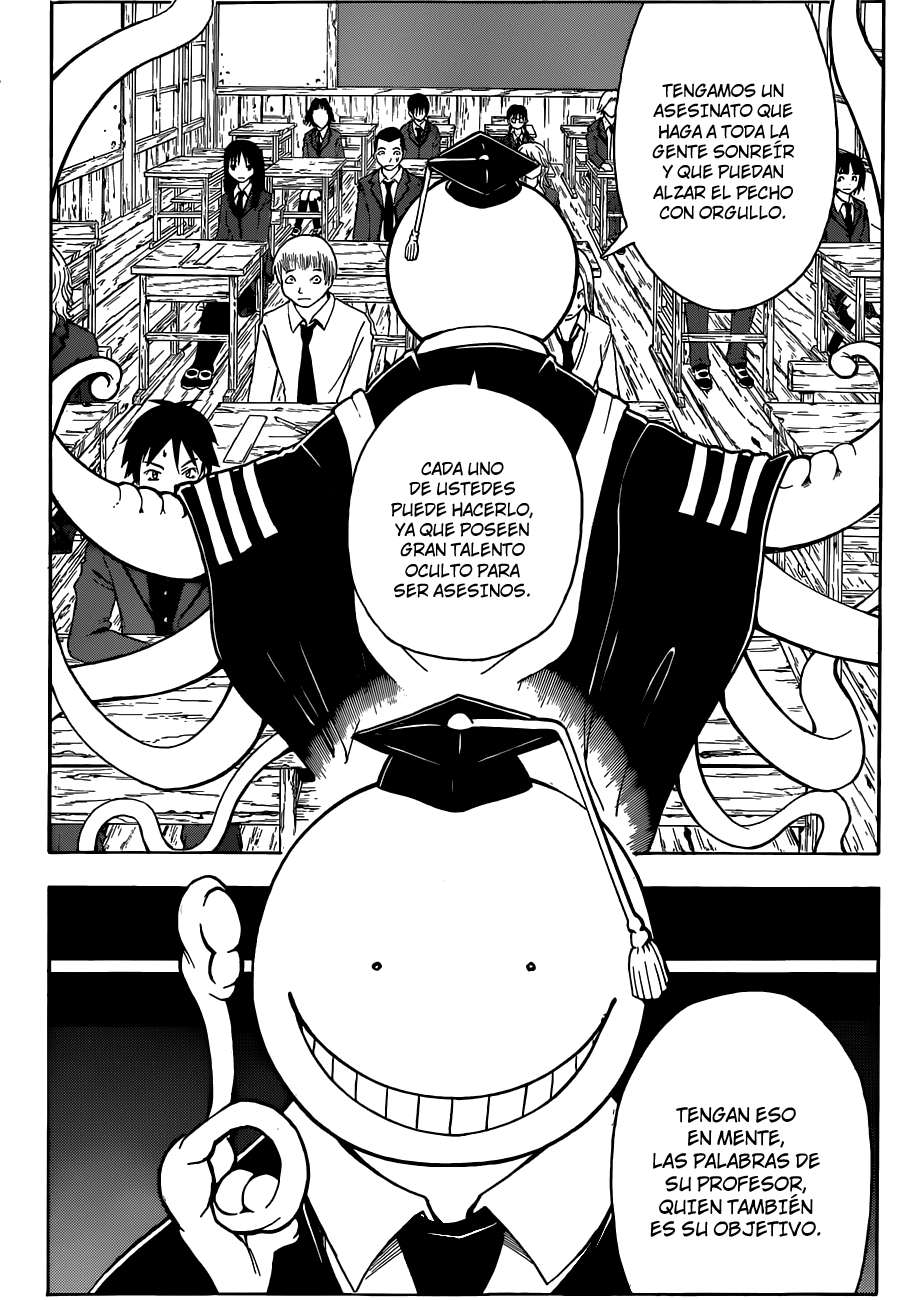 TENGAMOS UN
ASESINATO QUE
HAGA A TODA LA
GENTE SONREÍR
Y QUE PUEDAN
ALZAR EL PECHO
CON ORGULLO.
CADA UNO
DE USTEDES
PUEDE HACERLO,
YA QUE POSEEN
GRAN TALENTO
OCULTO PARA
SER ASESINOS.
TENGAN ESO
EN MENTE,
LAS PALABRAS DE
SU PROFESOR,
QUIEN TAMBIÉN
ES SU OBJETIVO.